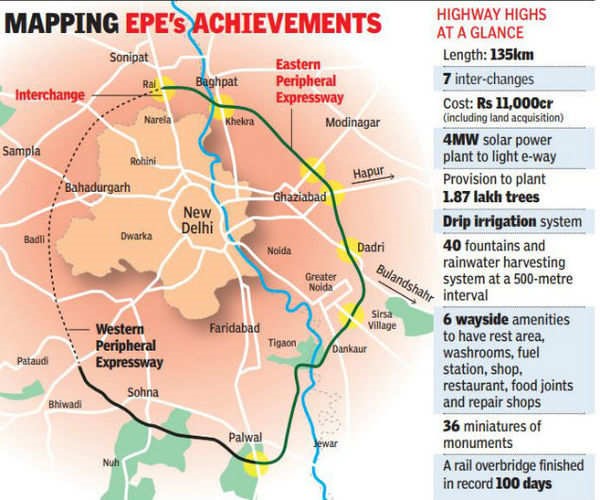 MAPPING EPE's ACHIEVEMENTS
Sonipat
Rai
Baghpat
Interchange
Eastern
Peripheral
Expressway
Narela
Khekra
Modinagar
Sampla
Rohini
Hapur
Bahadurgarh
Ghaziabad
New
Delhi
Badli
Dwarka
Noida
Dadri
Greater
Noida
Bulandshahr
Sirsa
Village
Western
Peripheral
Expressway
Faridabad
Tigaon
Dankaur
Pataudi
Sohna
Bhiwadi
Palwal
Jewar
Nuh
HIGHWAY HIGHS
AT A GLANCE
Length: 135km
7 inter-changes
Cost: Rs 11,000cr
(including land acquisition)
4MW solar power
plant to light e-way
Provision to plant
1.87 lakh trees
Drip irrigation system
40 fountains and
rainwater harvesting
system at a 500-metre
interval
6 wayside amenities
to have rest area,
washrooms, fuel
station, shop,
restaurant, food joints
and repair shops
36 miniatures of
monuments
A rail overbridge finished
in record 100 days